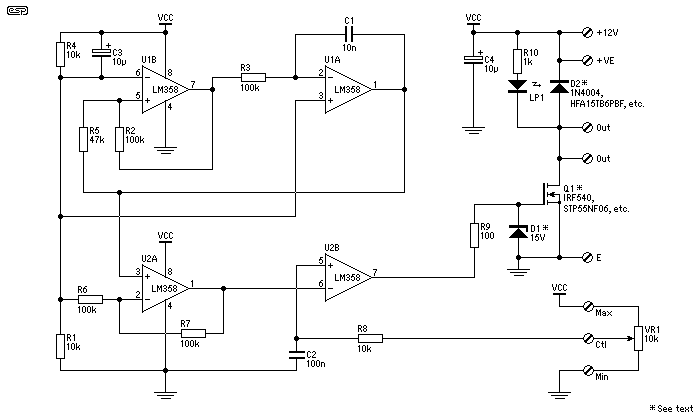 esp
VCC
VCC
+12V
R4
10k
C3
10µ
+
U1B
6
5
8
7
4
LM358
R3
100k
C1
10n
U1A
2
3
1
LM358
C4
10µ
+
R10
1k
LP1
+VE
D2*
1N4004,
HFA15TB6PBF, etc.
Out
Out
R5
47k
R2
100k
Q1*
IRF540,
STP55NF06, etc.
R9
100
D1*
15V
E
VCC
U2A
3
2
8
1
4
LM358
R6
100k
R7
100k
U2B
5
6
7
LM358
R1
10k
C2
100n
R8
10k
VCC
Max
Ctl
Min
VR1
10k
* See text